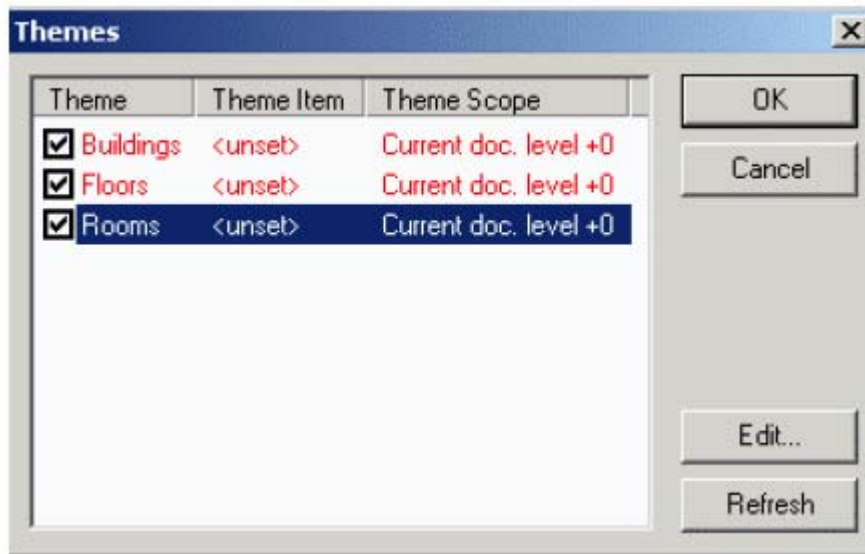 Themes
Theme Theme Item Theme Scope
Buildings <unset> Current doc. level +0
Floors <unset> Current doc. level +0
Rooms <unset> Current doc. level +0
OK
Cancel
Edit...
Refresh